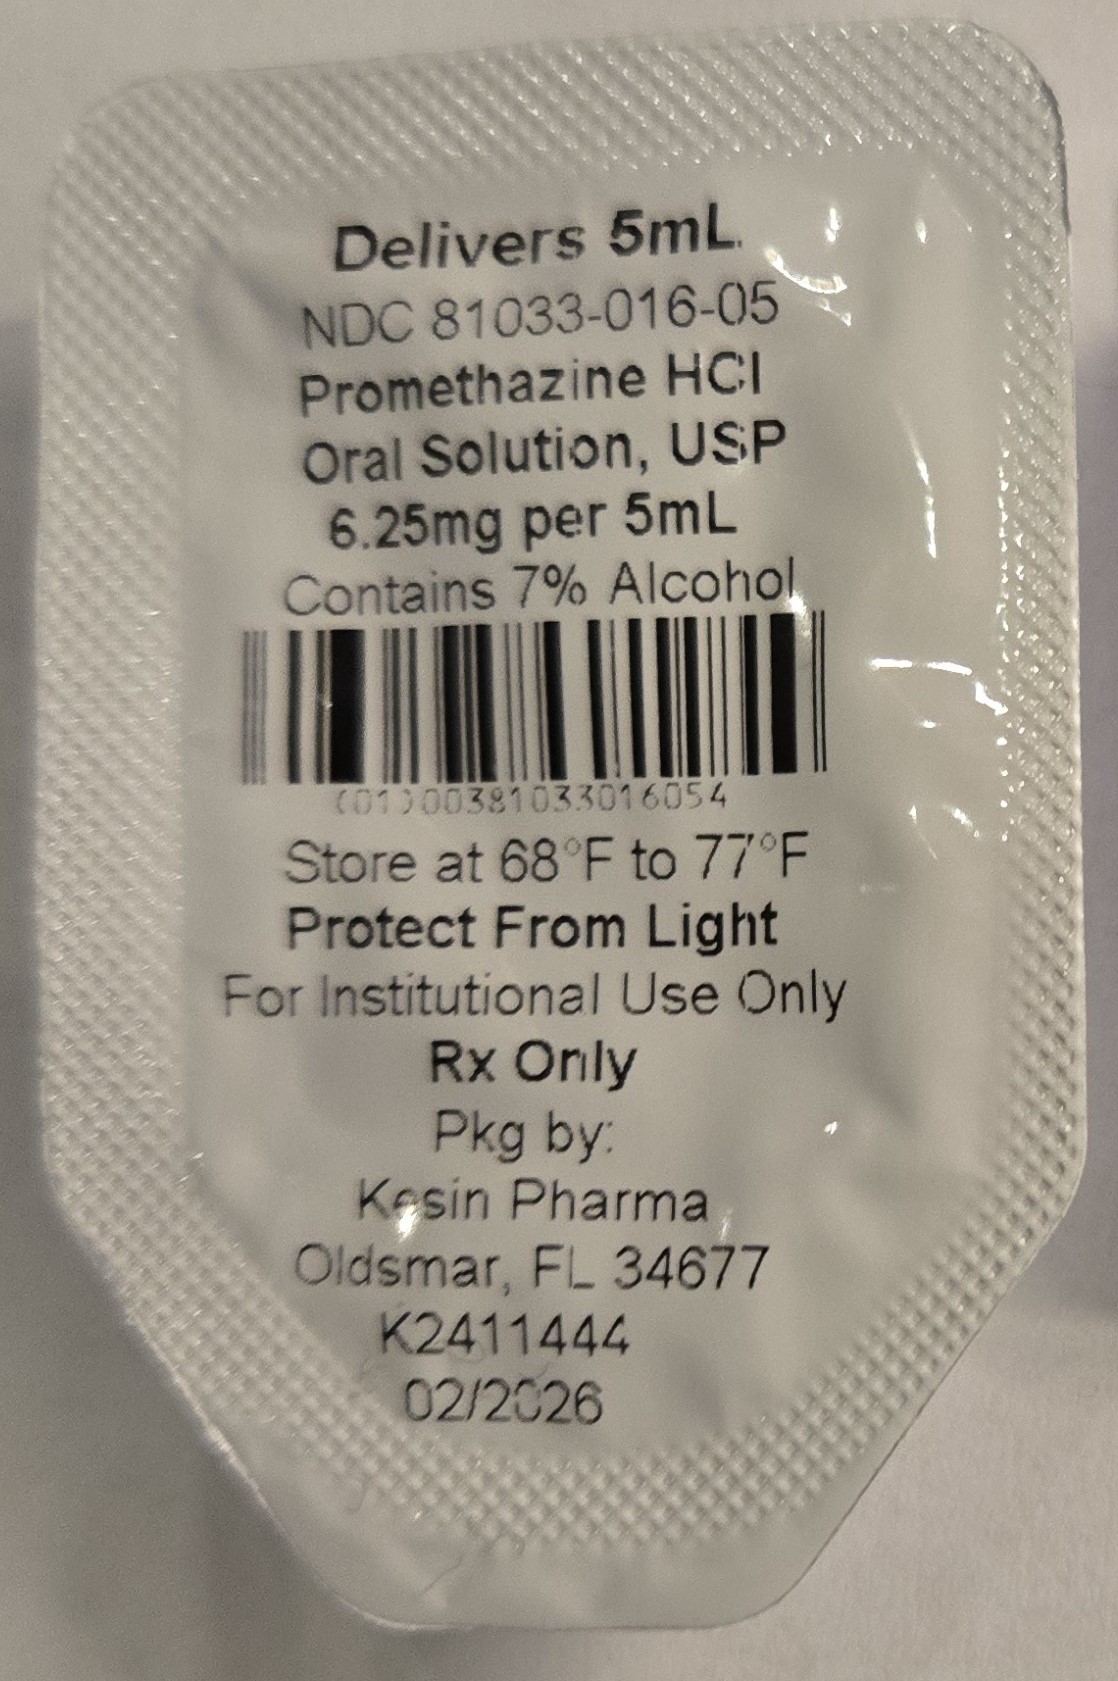 Delivers 5mL
NDC 81033-016-05
Promethazine HCl
Oral Solution, USP
6.25mg per 5mL
Contains 7% Alcohol
(01)00381033016054
Store at 68°F to 77°F
Protect From Light
For Institutional Use Only
Rx Only
Pkg by:
Kesin Pharma
Oldsmar, FL 34677
K2411444
02/2026